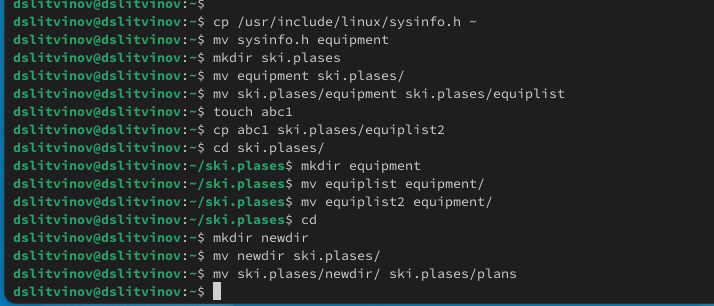 dslitvinov@dslitvinov:~$
dslitvinov@dslitvinov:~$ cp /usr/include/linux/sysinfo.h ~
dslitvinov@dslitvinov:~$ mv sysinfo.h equipment
dslitvinov@dslitvinov:~$ mkdir ski.plases
dslitvinov@dslitvinov:~$ mv equipment ski.plases/
dslitvinov@dslitvinov:~$ mv ski.plases/equipment ski.plases/equiplist
dslitvinov@dslitvinov:~$ touch abc1
dslitvinov@dslitvinov:~$ cp abc1 ski.plases/equiplist2
dslitvinov@dslitvinov:~$ cd ski.plases/
dslitvinov@dslitvinov:~/ski.plases$ mkdir equipment
dslitvinov@dslitvinov:~/ski.plases$ mv equiplist equipment/
dslitvinov@dslitvinov:~/ski.plases$ mv equiplist2 equipment/
dslitvinov@dslitvinov:~/ski.plases$ cd
dslitvinov@dslitvinov:~$ mkdir newdir
dslitvinov@dslitvinov:~$ mv newdir ski.plases/
dslitvinov@dslitvinov:~$ mv ski.plases/newdir/ ski.plases/plans
dslitvinov@dslitvinov:~$